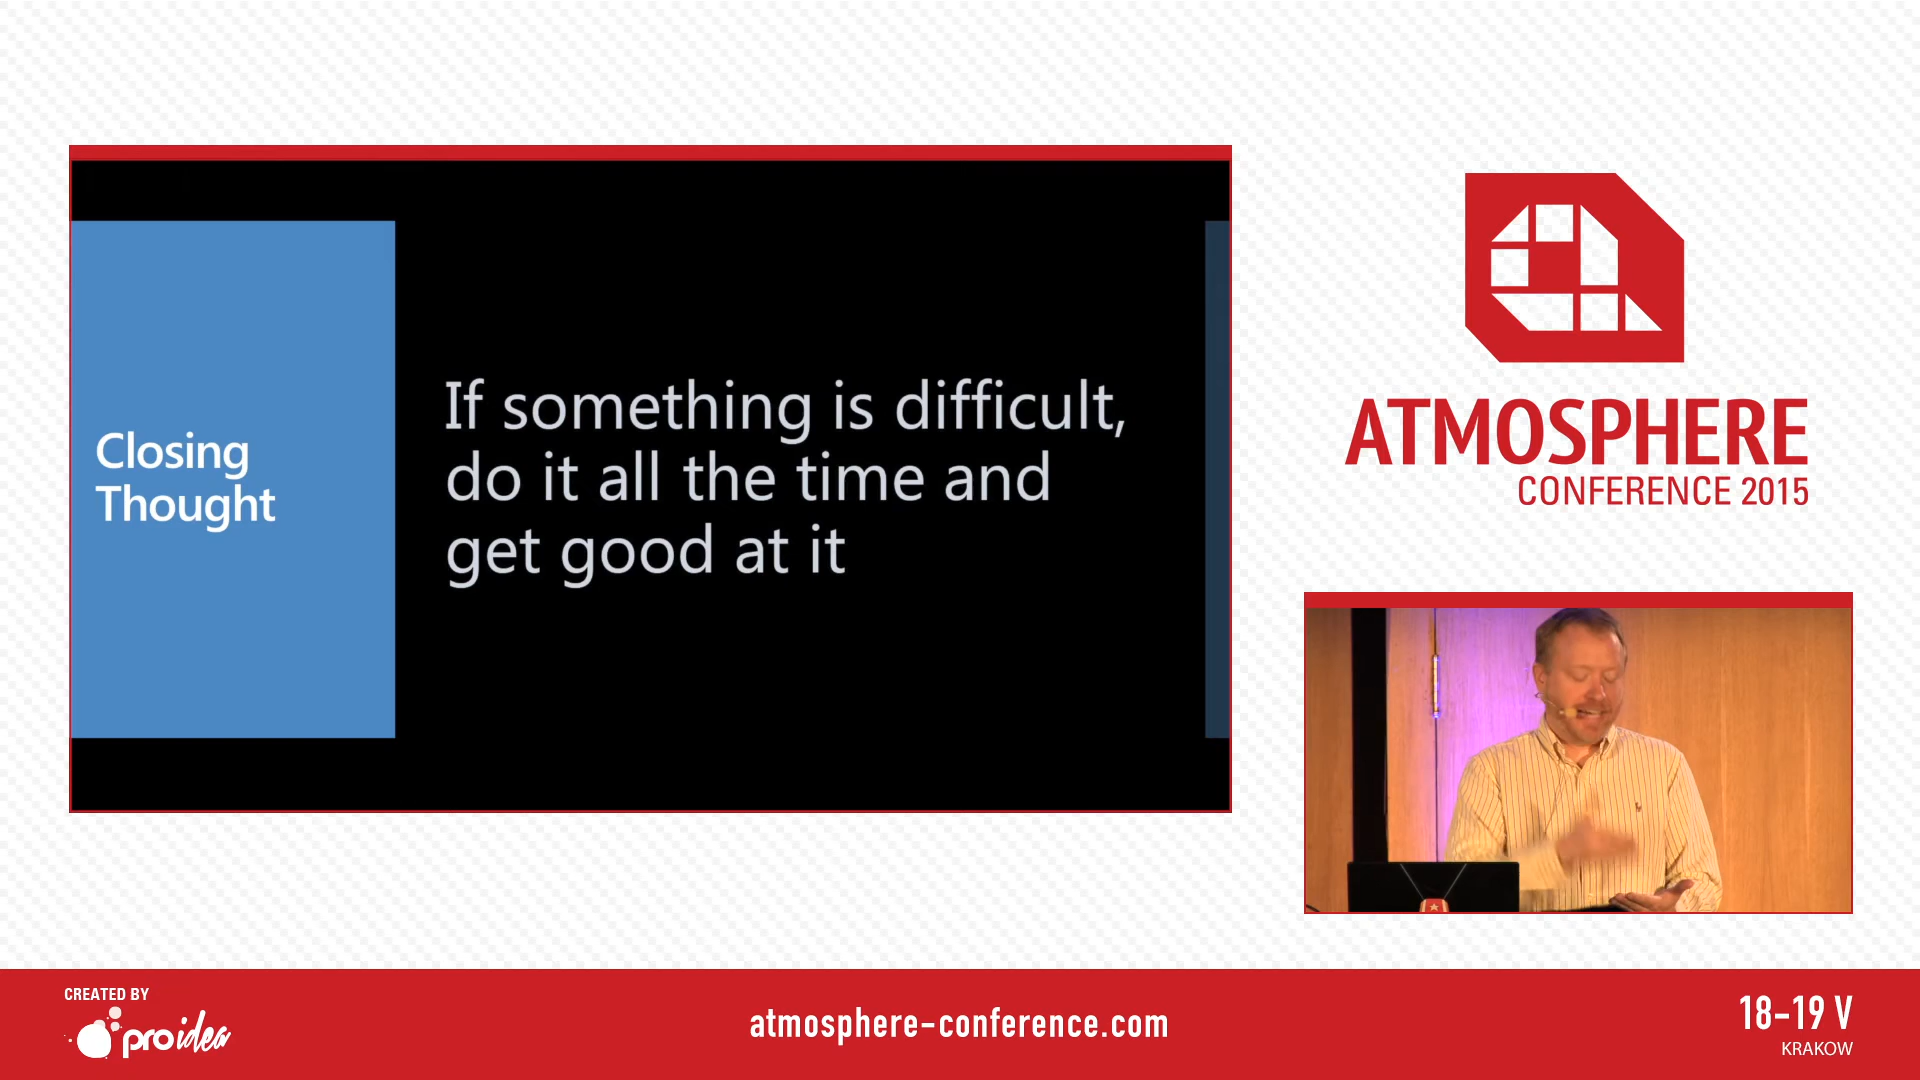 Closing
Thought
If something is difficult,
do it all the time and
get good at it
ATMOSPHERE
CONFERENCE 2015
CREATED BY
proidea
atmosphere-conference.com
18-19 V
KRAKOW